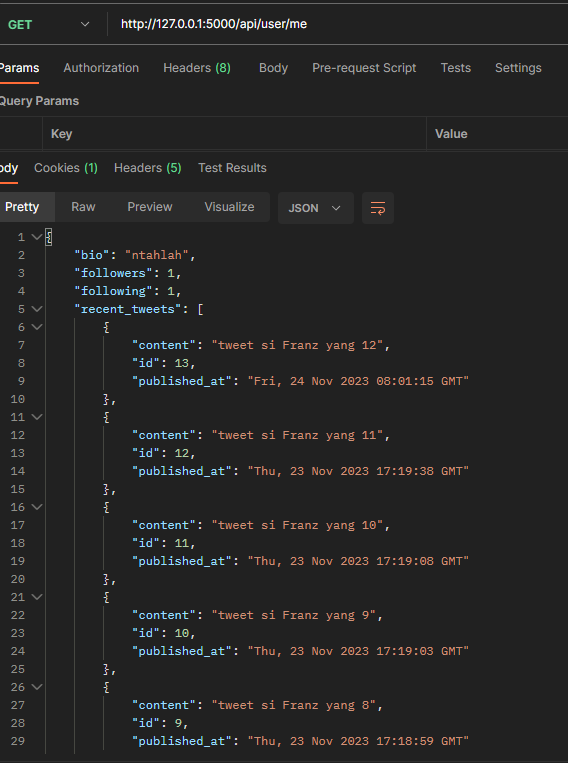 GET http://127.0.0.1:5000/api/user/me
Params Authorization Headers (8) Body Pre-request Script Tests Settings
Query Params
Key Value
ody Cookies (1) Headers (5) Test Results
Pretty Raw Preview Visualize JSON
1 {
2 "bio": "ntahlah",
3 "followers": 1,
4 "following": 1,
5 "recent_tweets": [
6 {
7 "content": "tweet si Franz yang 12",
8 "id": 13,
9 "published_at": "Fri, 24 Nov 2023 08:01:15 GMT"
10 },
11 {
12 "content": "tweet si Franz yang 11",
13 "id": 12,
14 "published_at": "Thu, 23 Nov 2023 17:19:38 GMT"
15 },
16 {
17 "content": "tweet si Franz yang 10",
18 "id": 11,
19 "published_at": "Thu, 23 Nov 2023 17:19:08 GMT"
20 },
21 {
22 "content": "tweet si Franz yang 9",
23 "id": 10,
24 "published_at": "Thu, 23 Nov 2023 17:19:03 GMT"
25 },
26 {
27 "content": "tweet si Franz yang 8",
28 "id": 9,
29 "published_at": "Thu, 23 Nov 2023 17:18:59 GMT"